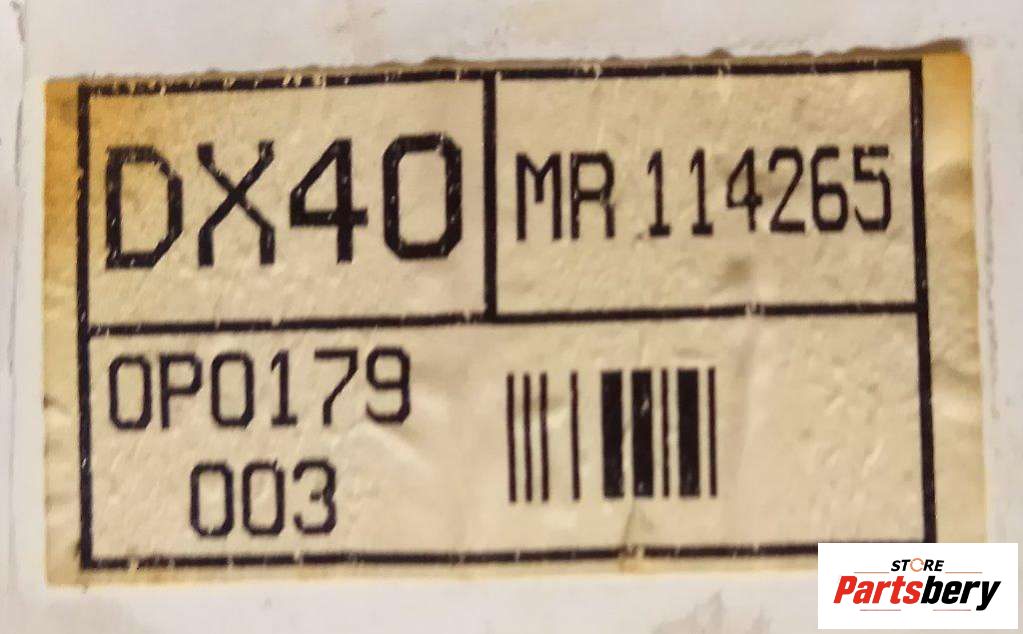 DX40
MR 114265
0P0179
003
STORE
Partsbery